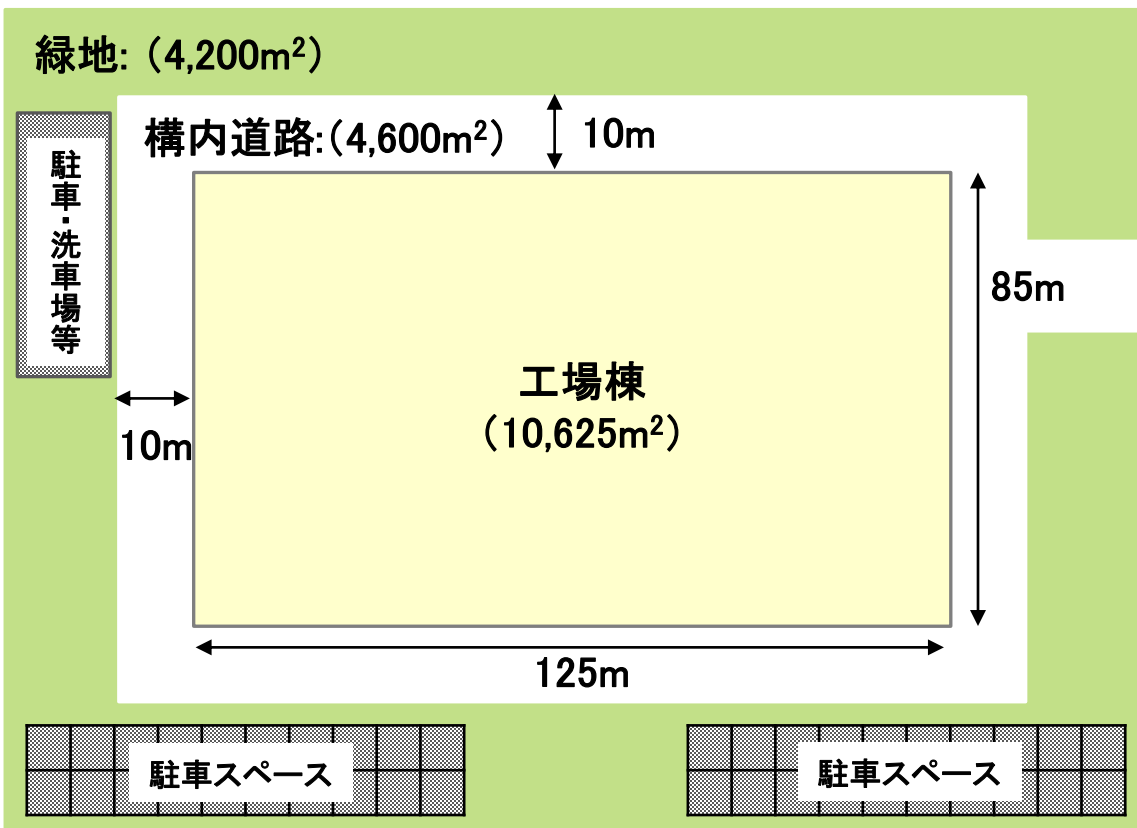 緑地:（4,200m²）
構内道路:（4,600m²）
10m
駐車・洗車場等
85m
工場棟
（10,625m²）
10m
125m
駐車スペース
駐車スペース